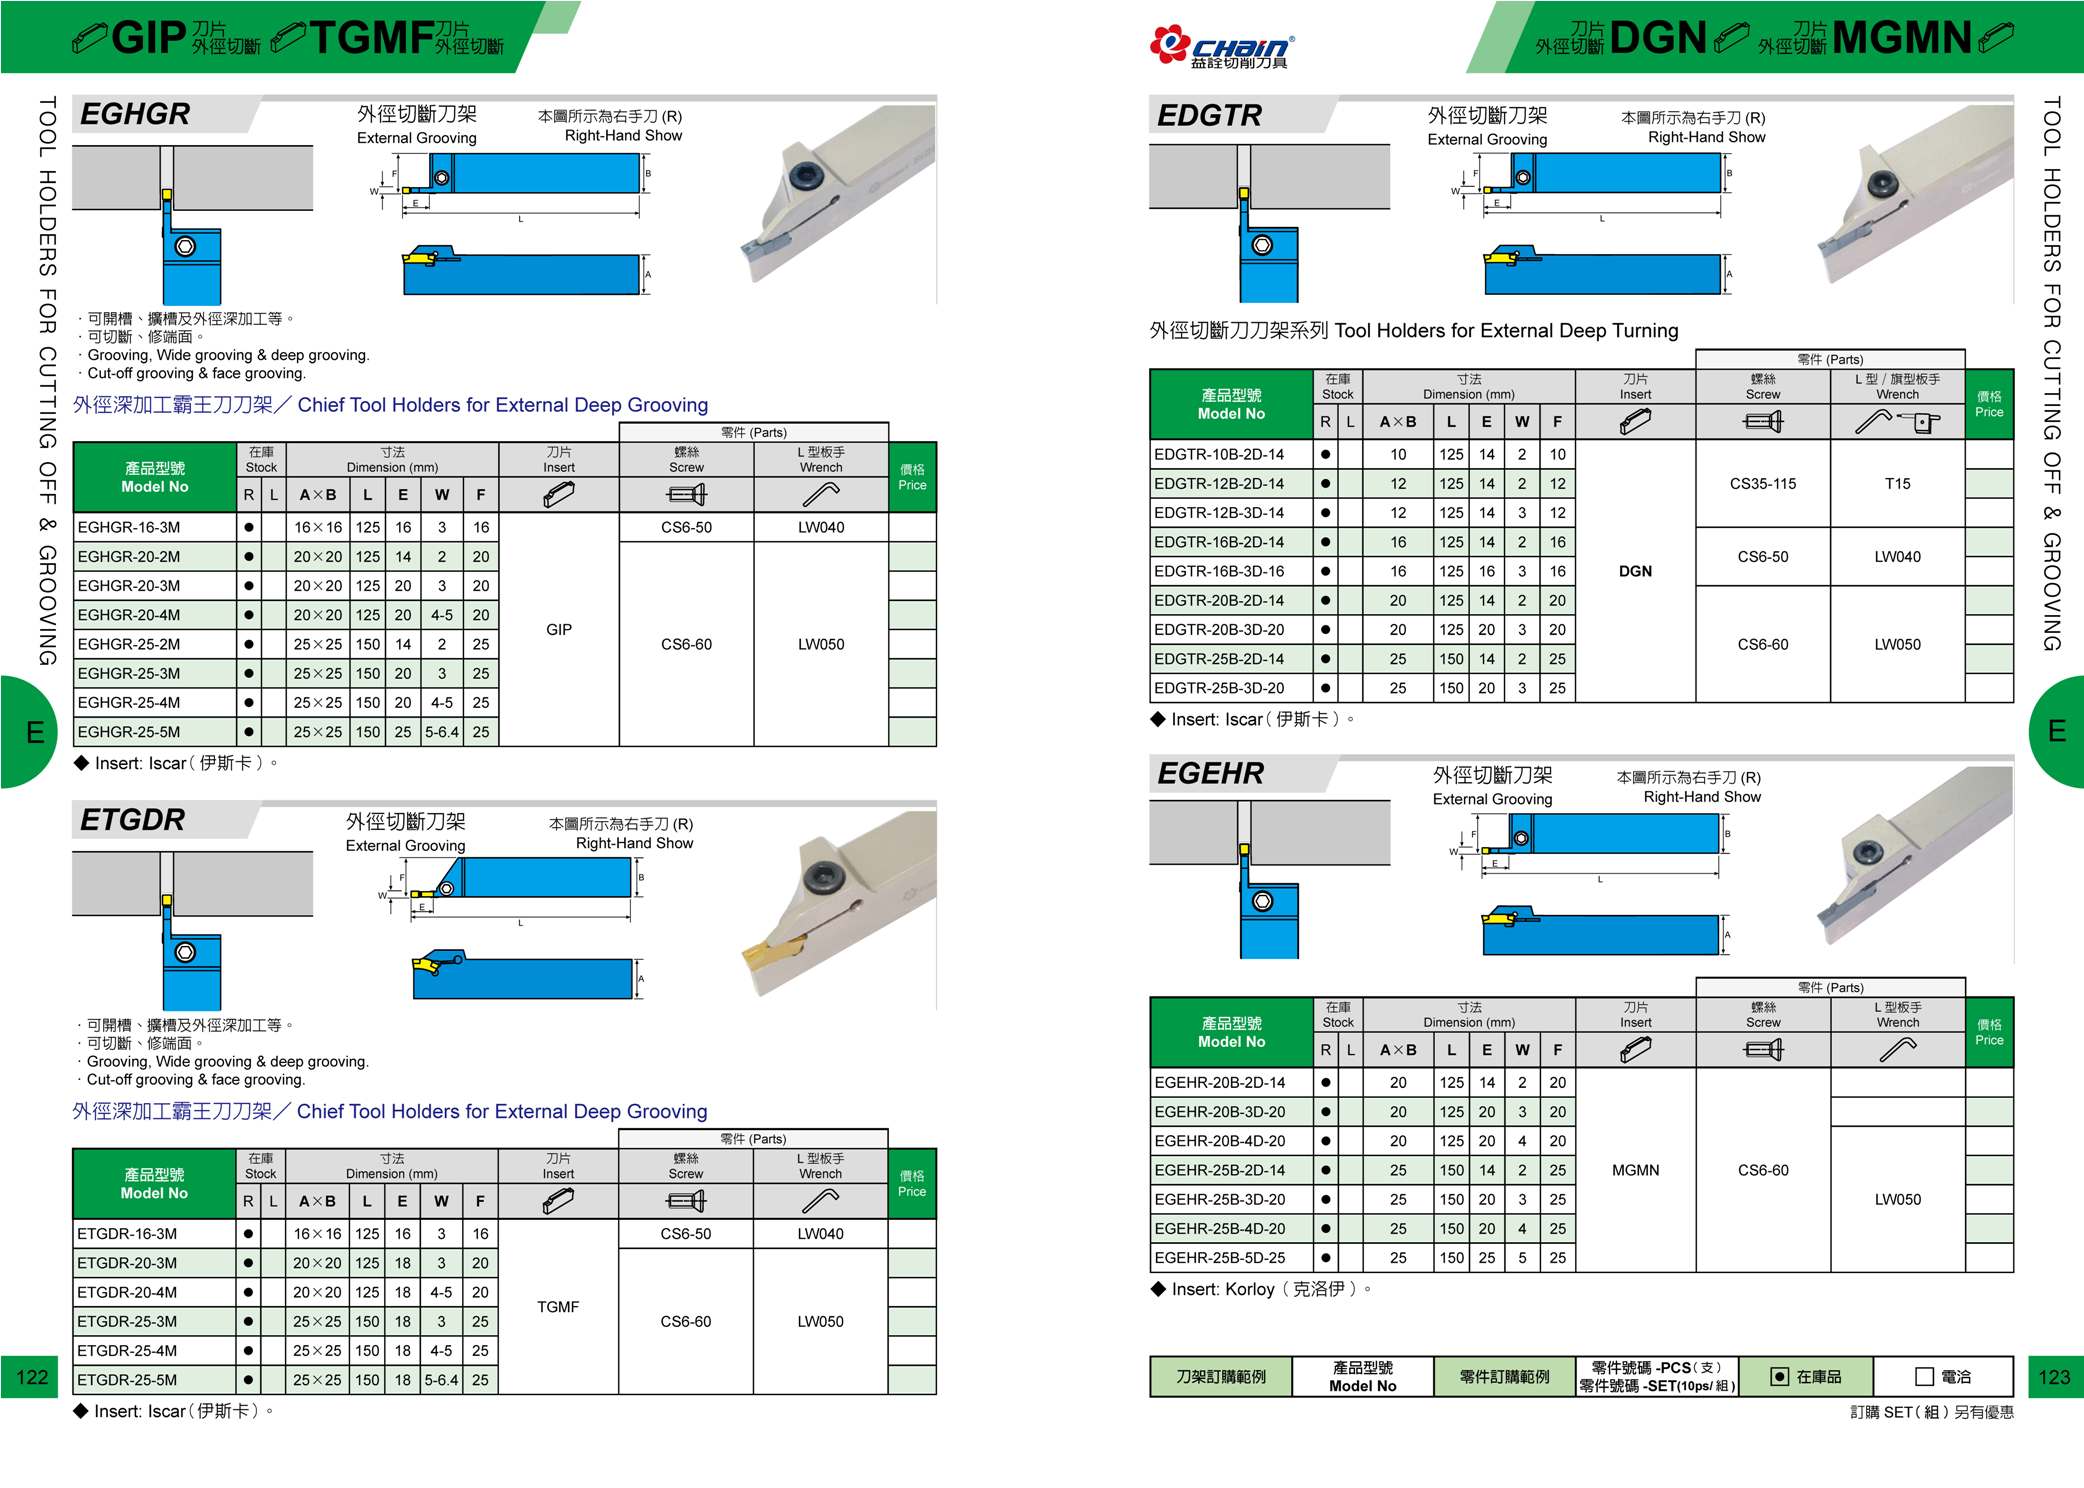 GIP 刀片 外徑切斷 TGMF 刀片 外徑切斷
TOOL HOLDERS FOR CUTTING OFF & GROOVING
E
122
EGHGR
外徑切斷刀架
External Grooving
本圖所示為右手刀 (R)
Right-Hand Show
F W E L B
A
· 可開槽、擴槽及外徑深加工等。
· 可切斷、修端面。
· Grooving, Wide grooving & deep grooving.
· Cut-off grooving & face grooving.
外徑深加工霸王刀刀架／ Chief Tool Holders for External Deep Grooving
零件 (Parts)
產品型號 Model No 在庫 Stock 寸法 Dimension (mm) 刀片 Insert 螺絲 Screw L 型板手 Wrench 價格 Price
R L A×B L E W F
EGHGR-16-3M ● 16×16 125 16 3 16 GIP CS6-50 LW040
EGHGR-20-2M ● 20×20 125 14 2 20 CS6-60 LW050
EGHGR-20-3M ● 20×20 125 20 3 20
EGHGR-20-4M ● 20×20 125 20 4-5 20
EGHGR-25-2M ● 25×25 150 14 2 25
EGHGR-25-3M ● 25×25 150 20 3 25
EGHGR-25-4M ● 25×25 150 20 4-5 25
EGHGR-25-5M ● 25×25 150 25 5-6.4 25
◆ Insert: Iscar（伊斯卡）。
ETGDR
外徑切斷刀架
External Grooving
本圖所示為右手刀 (R)
Right-Hand Show
F W E L B
A
· 可開槽、擴槽及外徑深加工等。
· 可切斷、修端面。
· Grooving, Wide grooving & deep grooving.
· Cut-off grooving & face grooving.
外徑深加工霸王刀刀架／ Chief Tool Holders for External Deep Grooving
零件 (Parts)
產品型號 Model No 在庫 Stock 寸法 Dimension (mm) 刀片 Insert 螺絲 Screw L 型板手 Wrench 價格 Price
R L A×B L E W F
ETGDR-16-3M ● 16×16 125 16 3 16 TGMF CS6-50 LW040
ETGDR-20-3M ● 20×20 125 18 3 20 CS6-60 LW050
ETGDR-20-4M ● 20×20 125 18 4-5 20
ETGDR-25-3M ● 25×25 150 18 3 25
ETGDR-25-4M ● 25×25 150 18 4-5 25
ETGDR-25-5M ● 25×25 150 18 5-6.4 25
◆ Insert: Iscar（伊斯卡）。
eCHain®
益詮切削刀具
刀片 外徑切斷 DGN 刀片 外徑切斷 MGMN
TOOL HOLDERS FOR CUTTING OFF & GROOVING
E
123
EDGTR
外徑切斷刀架
External Grooving
本圖所示為右手刀 (R)
Right-Hand Show
F W E L B
A
外徑切斷刀刀架系列 Tool Holders for External Deep Turning
零件 (Parts)
產品型號 Model No 在庫 Stock 寸法 Dimension (mm) 刀片 Insert 螺絲 Screw L 型 / 旗型板手 Wrench 價格 Price
R L A×B L E W F
EDGTR-10B-2D-14 ● 10 125 14 2 10 DGN CS35-115 T15
EDGTR-12B-2D-14 ● 12 125 14 2 12
EDGTR-12B-3D-14 ● 12 125 14 3 12
EDGTR-16B-2D-14 ● 16 125 14 2 16 CS6-50 LW040
EDGTR-16B-3D-16 ● 16 125 16 3 16
EDGTR-20B-2D-14 ● 20 125 14 2 20 CS6-60 LW050
EDGTR-20B-3D-20 ● 20 125 20 3 20
EDGTR-25B-2D-14 ● 25 150 14 2 25
EDGTR-25B-3D-20 ● 25 150 20 3 25
◆ Insert: Iscar（伊斯卡）。
EGEHR
外徑切斷刀架
External Grooving
本圖所示為右手刀 (R)
Right-Hand Show
F W E L B
A
零件 (Parts)
產品型號 Model No 在庫 Stock 寸法 Dimension (mm) 刀片 Insert 螺絲 Screw L 型板手 Wrench 價格 Price
R L A×B L E W F
EGEHR-20B-2D-14 ● 20 125 14 2 20 MGMN CS6-60
EGEHR-20B-3D-20 ● 20 125 20 3 20
EGEHR-20B-4D-20 ● 20 125 20 4 20 LW050
EGEHR-25B-2D-14 ● 25 150 14 2 25
EGEHR-25B-3D-20 ● 25 150 20 3 25
EGEHR-25B-4D-20 ● 25 150 20 4 25
EGEHR-25B-5D-25 ● 25 150 25 5 25
◆ Insert: Korloy（克洛伊）。
刀架訂購範例 產品型號 Model No 零件訂購範例 零件號碼 -PCS（支） 零件號碼 -SET(10ps/ 組 ) 在庫品 電洽
訂購 SET（組）另有優惠